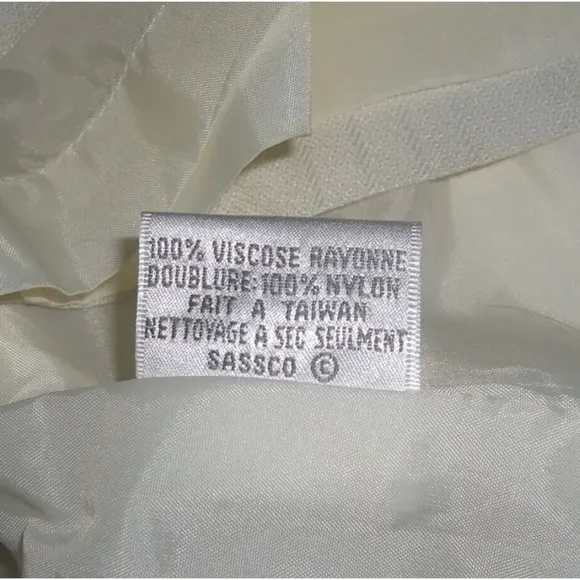 100% VISCOSE RAYONNE
DOUBLURE: 100% NYLON
FAIT A TAIWAN
NETTOYAGE A SEC SEULMENT
SASSCO ©